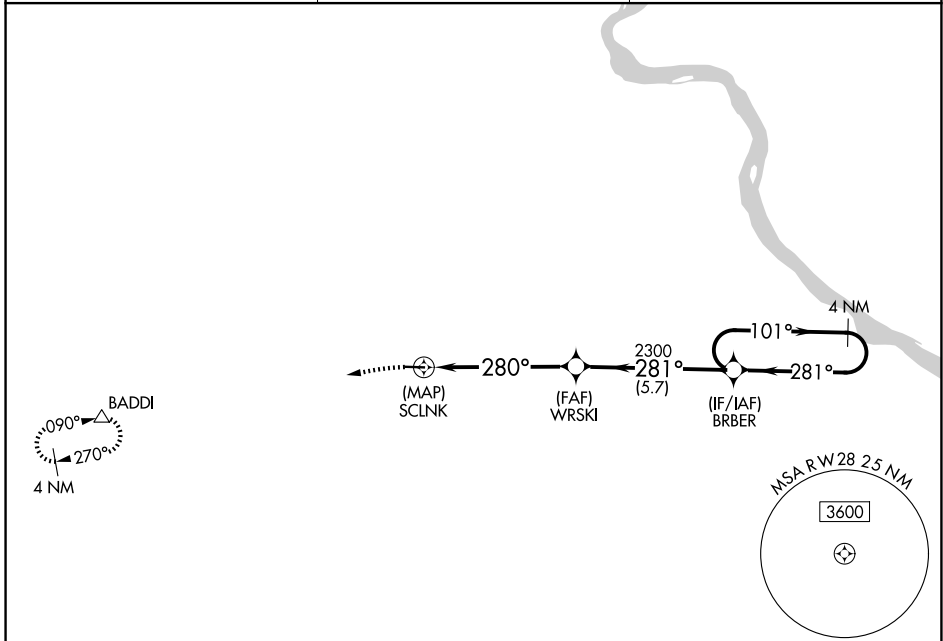 4 NM
101°
2300
280°
281°
281°
(5.7)
(MAP)
SCLNK
(FAF)
WRSKI
(IF/IAF)
BRBER
BADDI
090°
270°
4 NM
MSA RW28 25 NM
3600